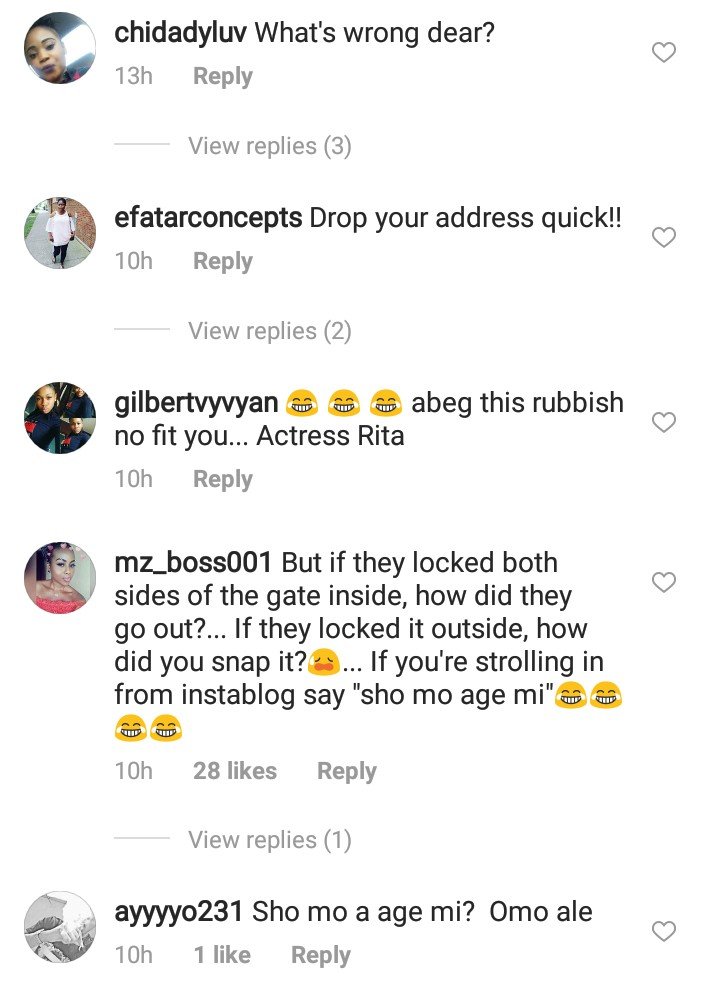 chidadyluv What's wrong dear?
13h Reply
View replies (3)
efatarconcepts Drop your address quick!!
10h Reply
View replies (2)
gilbertvyvyan 😂 😂 😂 abeg this rubbish
no fit you... Actress Rita
10h Reply
mz_boss001 But if they locked both
sides of the gate inside, how did they
go out?... If they locked it outside, how
did you snap it?😩... If you're strolling in
from instablog say "sho mo age mi"😂😂
😂😂
10h 28 likes Reply
View replies (1)
ayyyyo231 Sho mo a age mi? Omo ale
10h 1 like Reply